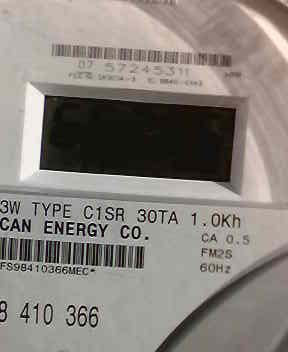 07 57245311
3W TYPE C1SR 30TA 1.0Kh
CAN ENERGY CO.
CA 0.5
FM2S
60Hz
FS98410366MEC*
8 410 366